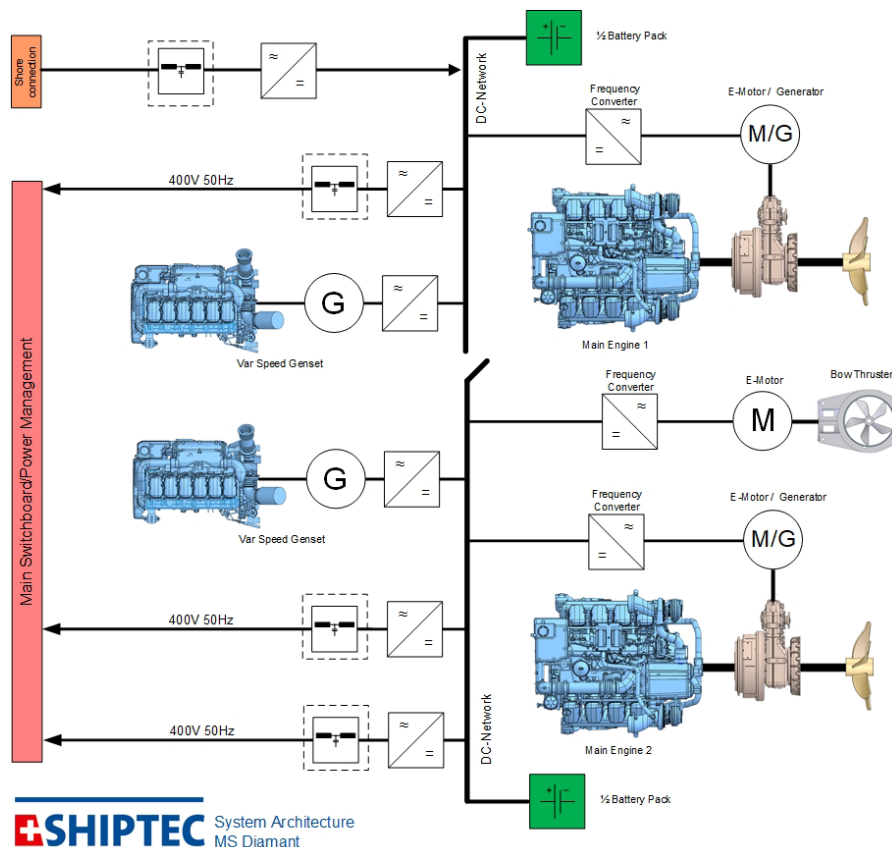 Shore
connection
≈
=
½ Battery Pack
DC-Network
Frequency
Converter
≈
=
E-Motor / Generator
M/G
400V 50Hz
≈
=
Main Switchboard/Power Management
G
≈
=
Var Speed Genset
Main Engine 1
Frequency
Converter
≈
=
E-Motor
M
Bow Thruster
G
≈
=
Var Speed Genset
Frequency
Converter
≈
=
E-Motor / Generator
M/G
400V 50Hz
≈
=
400V 50Hz
≈
=
DC-Network
Main Engine 2
½ Battery Pack
SHIPTEC
System Architecture
MS Diamant